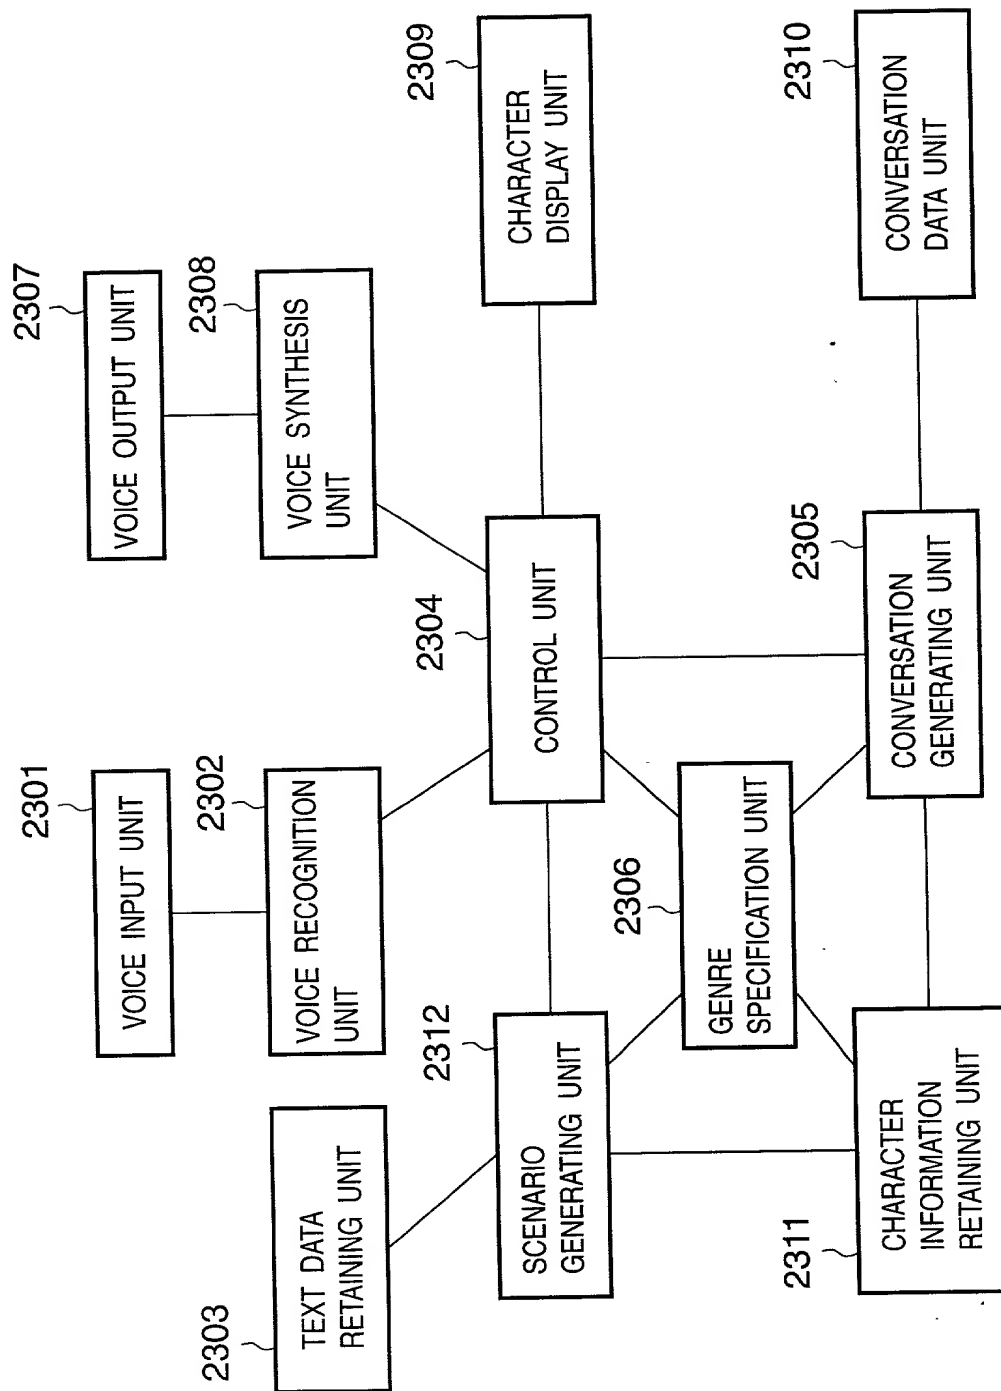 2301
VOICE INPUT UNIT
2307
VOICE OUTPUT UNIT
2303
TEXT DATA
RETAINING UNIT
2302
VOICE RECOGNITION
UNIT
2308
VOICE SYNTHESIS
UNIT
2312
SCENARIO
GENERATING UNIT
2304
CONTROL UNIT
2309
CHARACTER
DISPLAY UNIT
2306
GENRE
SPECIFICATION UNIT
2311
CHARACTER
INFORMATION
RETAINING UNIT
2305
CONVERSATION
GENERATING UNIT
2310
CONVERSATION
DATA UNIT